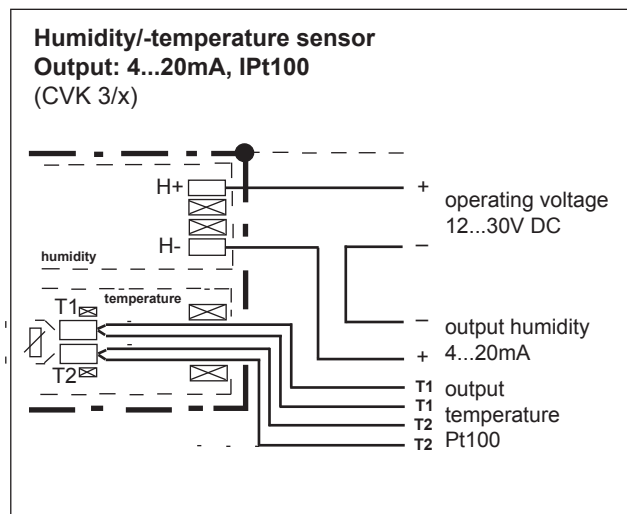 Humidity/-temperature sensor
Output: 4...20mA, IPt100
(CVK 3/x)
H+
+
operating voltage
12...30V DC
H-
–
humidity
temperature
T1
–
output humidity
+
4...20mA
T2
T1
output
T1
temperature
T2
Pt100
T2